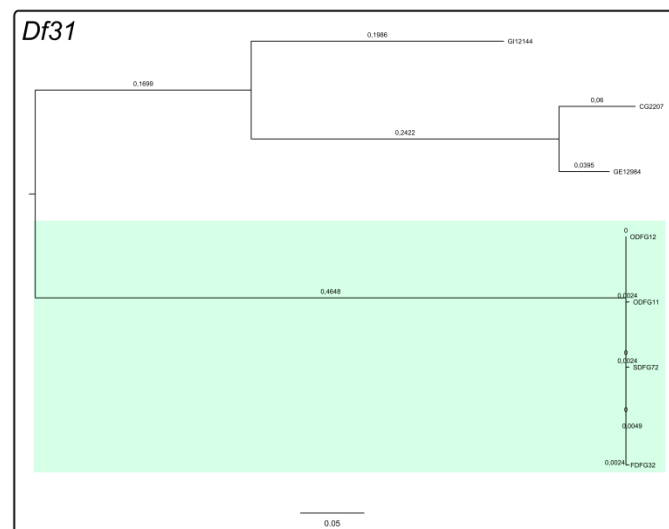 Df31
0,1986
GI12144
0,1699
0,06
CG2207
0,2422
0,0395
GE12984
0
ODFG12
0,4648
0,0024
ODFG11
0
0,0024
SDFG72
0
0,0049
0,0024
FDFG32
0.05